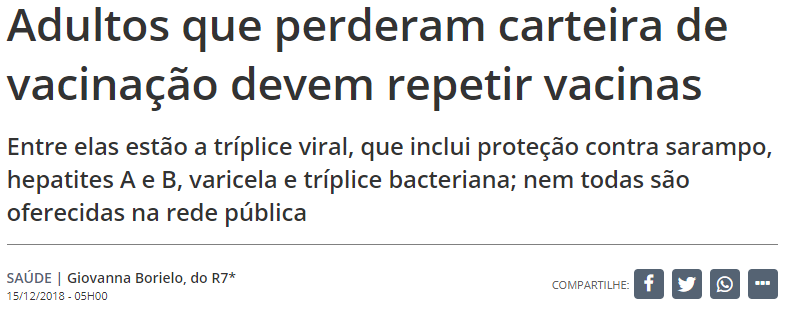 Adultos que perderam carteira de
vacinação devem repetir vacinas
Entre elas estão a tríplice viral, que inclui proteção contra sarampo,
hepatites A e B, varicela e tríplice bacteriana; nem todas são
oferecidas na rede pública
SAÚDE | Giovanna Borielo, do R7*
15/12/2018 - 05H00
COMPARTILHE: